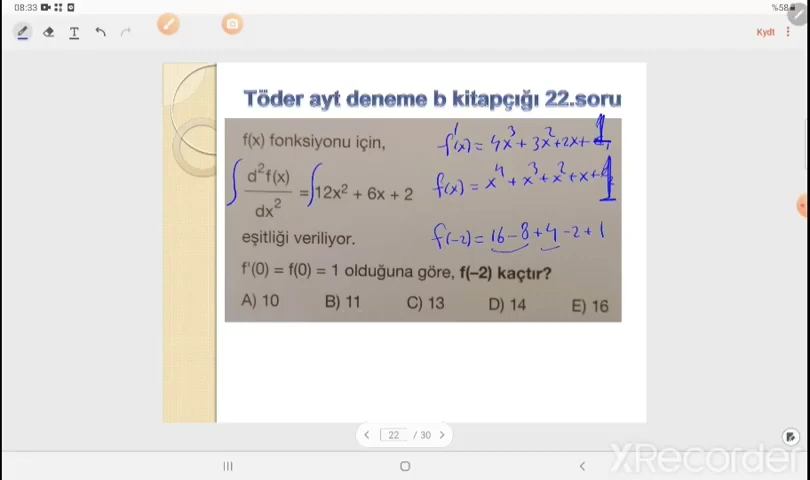 08:33
%58
T
Kydt
Töder ayt deneme b kitapçığı 22.soru
f(x) fonksiyonu için,
f'(x) = 4x³ + 3x² + 2x + 1
∫ d²f(x)/dx² = ∫ 12x² + 6x + 2
f(x) = x⁴ + x³ + x² + x + 1
eşitliği veriliyor.
f(-2) = 16 - 8 + 4 - 2 + 1
f'(0) = f(0) = 1 olduğuna göre, f(–2) kaçtır?
A) 10 B) 11 C) 13 D) 14 E) 16
22 / 30
XRecorder